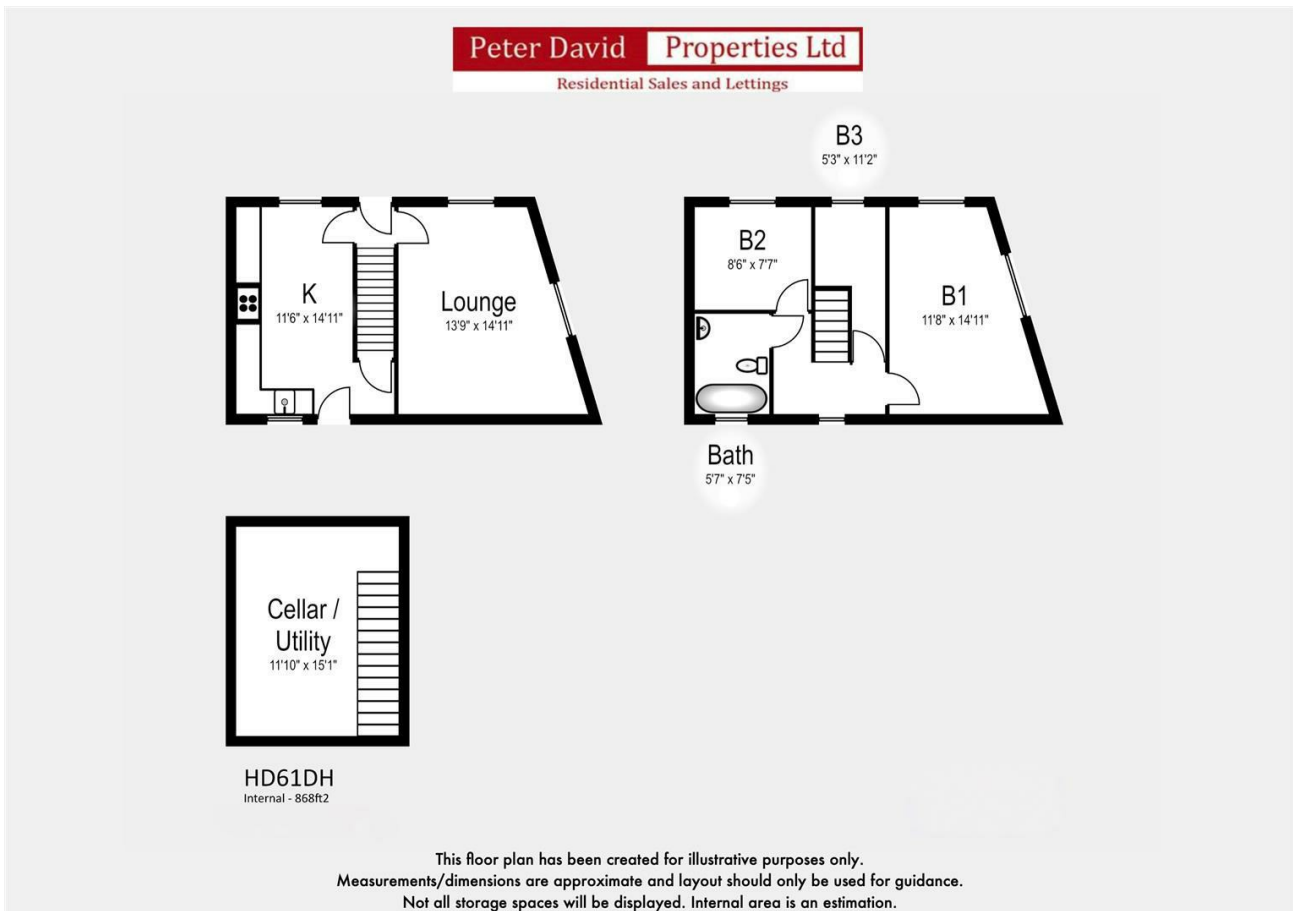 Peter David Properties Ltd
Residential Sales and Lettings
B3
5'3" x 11'2"
K
11'6" x 14'11"
Lounge
13'9" x 14'11"
B2
8'6" x 7'7"
B1
11'8" x 14'11"
Bath
5'7" x 7'5"
Cellar /
Utility
11'10" x 15'1"
HD61DH
Internal - 868ft2
This floor plan has been created for illustrative purposes only.
Measurements/dimensions are approximate and layout should only be used for guidance.
Not all storage spaces will be displayed. Internal area is an estimation.